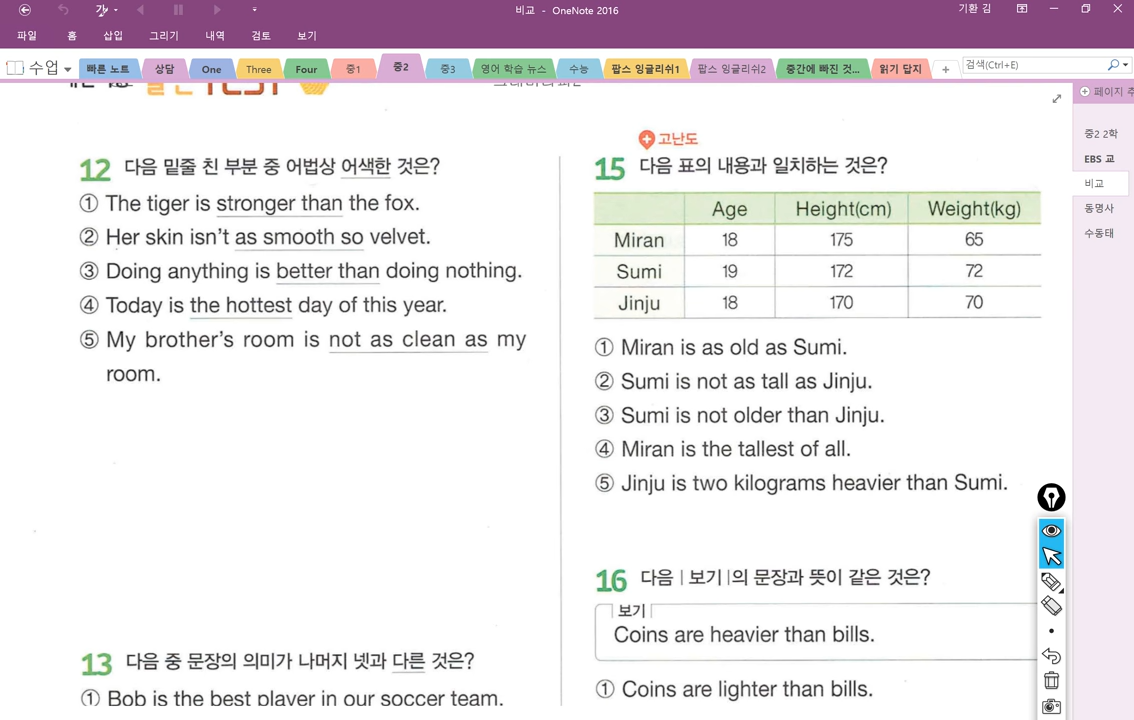 비교 - OneNote 2016
기환 김
파일 홈 삽입 그리기 내역 검토 보기
수업 빠른 노트 상담 One Three Four 중1 중2 중3 영어 학습 뉴스 수능 팝스 잉글리쉬1 팝스 잉글리쉬2 중간에 빠진 것... 읽기 답지 + 검색(Ctrl+E)
페이지 추
중2 2학
EBS 교
비교
동명사
수동태
TEST
12 다음 밑줄 친 부분 중 어법상 어색한 것은?
① The tiger is stronger than the fox.
② Her skin isn't as smooth so velvet.
③ Doing anything is better than doing nothing.
④ Today is the hottest day of this year.
⑤ My brother's room is not as clean as my
room.
13 다음 중 문장의 의미가 나머지 넷과 다른 것은?
① Bob is the best player in our soccer team.
고난도
15 다음 표의 내용과 일치하는 것은?
Age Height(cm) Weight(kg)
Miran 18 175 65
Sumi 19 172 72
Jinju 18 170 70
① Miran is as old as Sumi.
② Sumi is not as tall as Jinju.
③ Sumi is not older than Jinju.
④ Miran is the tallest of all.
⑤ Jinju is two kilograms heavier than Sumi.
16 다음 | 보기 |의 문장과 뜻이 같은 것은?
보기
Coins are heavier than bills.
① Coins are lighter than bills.